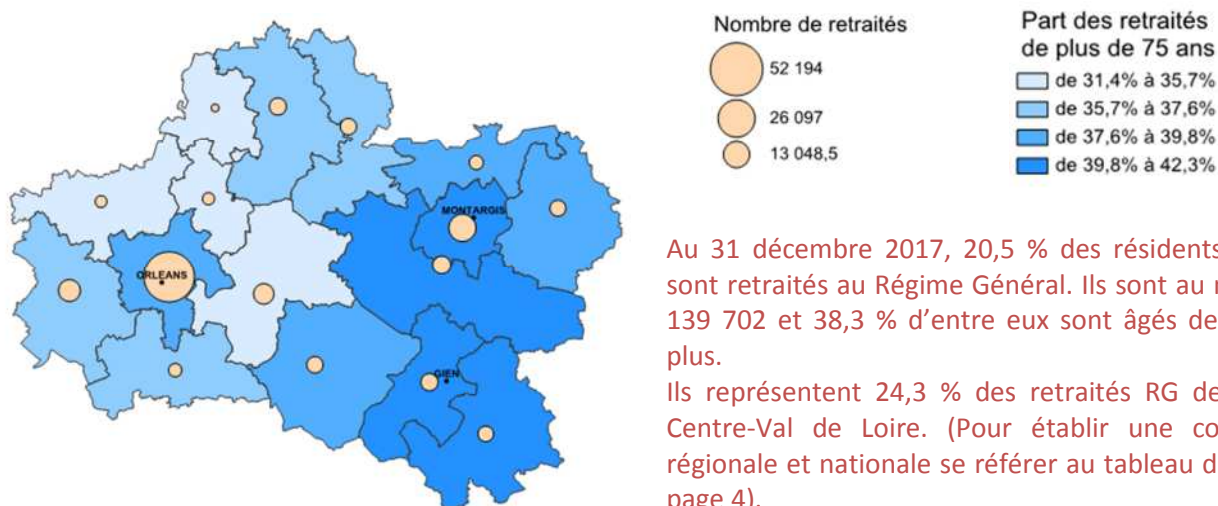 Nombre de retraités
52 194
26 097
13 048,5
Part des retraités
de plus de 75 ans
de 31,4% à 35,7%
de 35,7% à 37,6%
de 37,6% à 39,8%
de 39,8% à 42,3%
MONTARGIS
ORLEANS
GIEN
Au 31 décembre 2017, 20,5 % des résidents
sont retraités au Régime Général. Ils sont au
139 702 et 38,3 % d’entre eux sont âgés de
plus.
Ils représentent 24,3 % des retraités RG de
Centre-Val de Loire. (Pour établir une
régionale et nationale se référer au tableau
page 4).